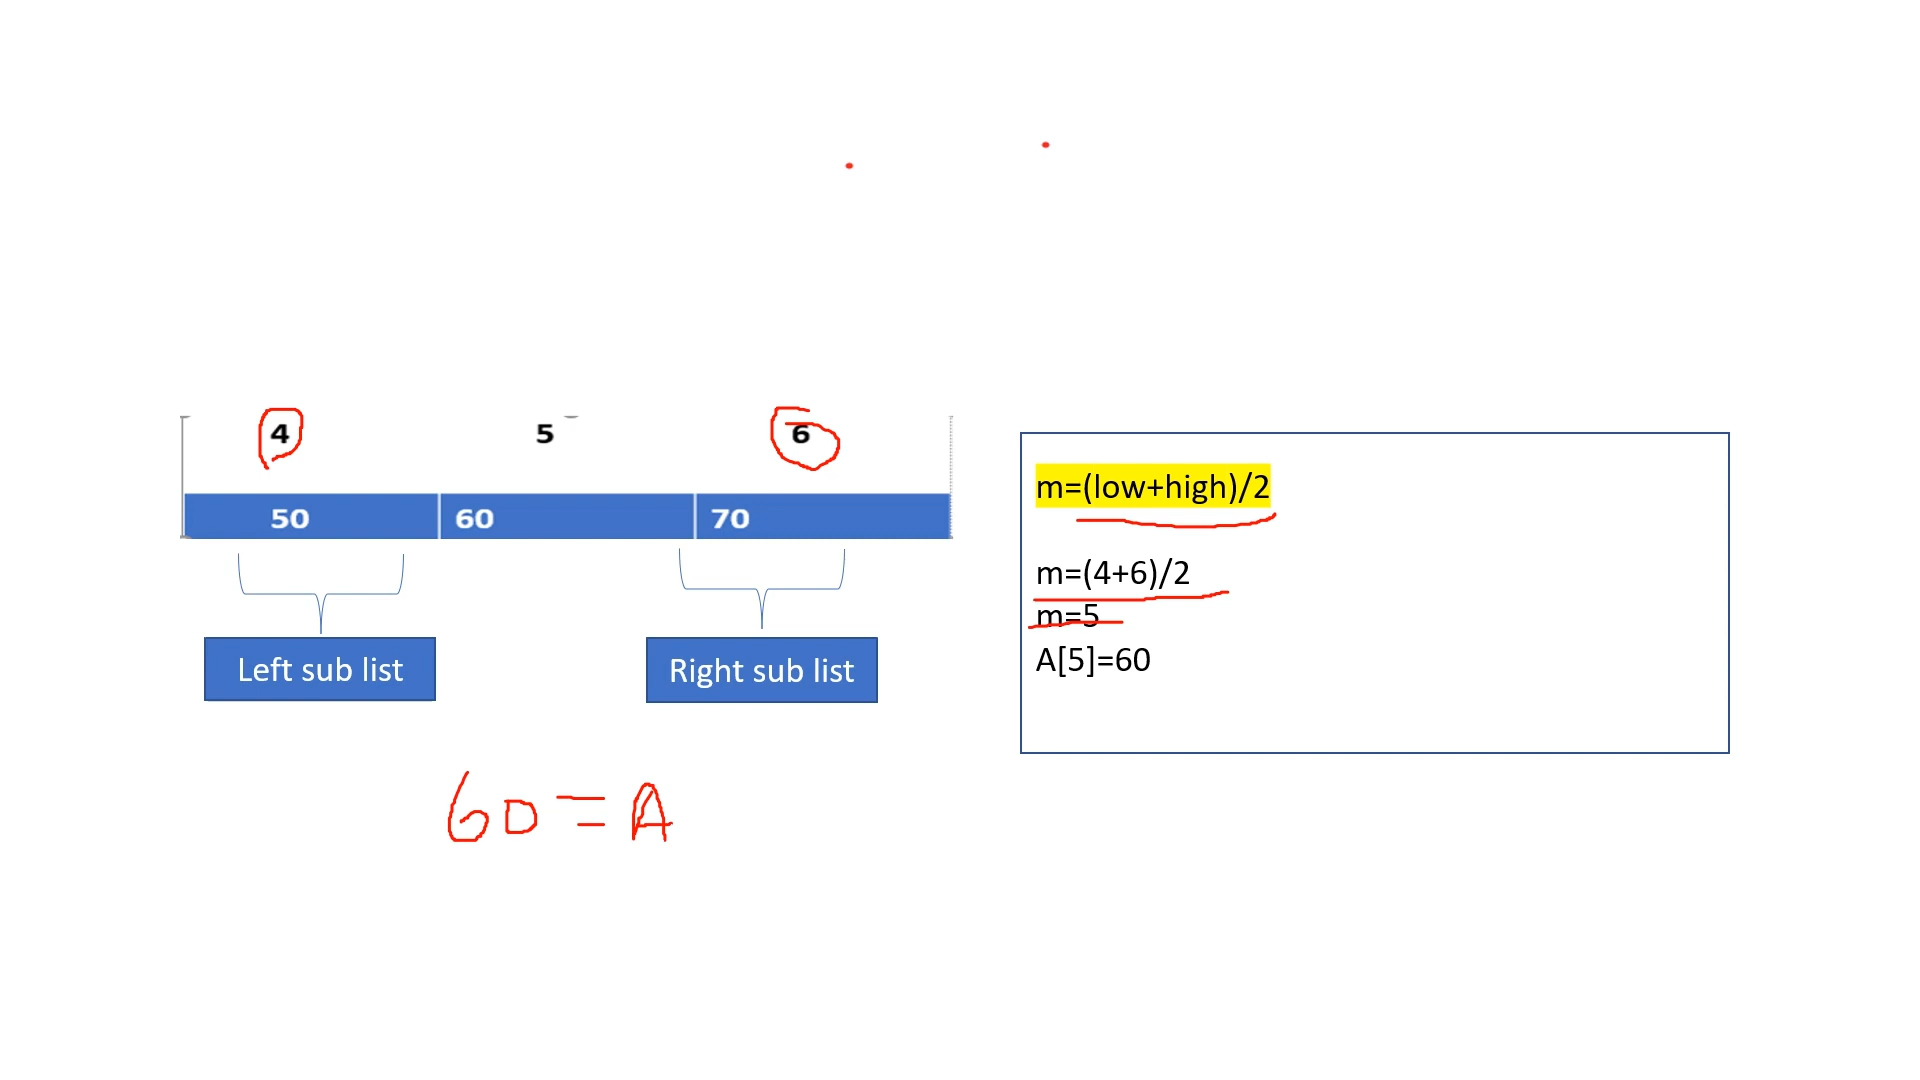 4 5 6
50 60 70
Left sub list
Right sub list
60=A
m=(low+high)/2
m=(4+6)/2
m=5
A[5]=60